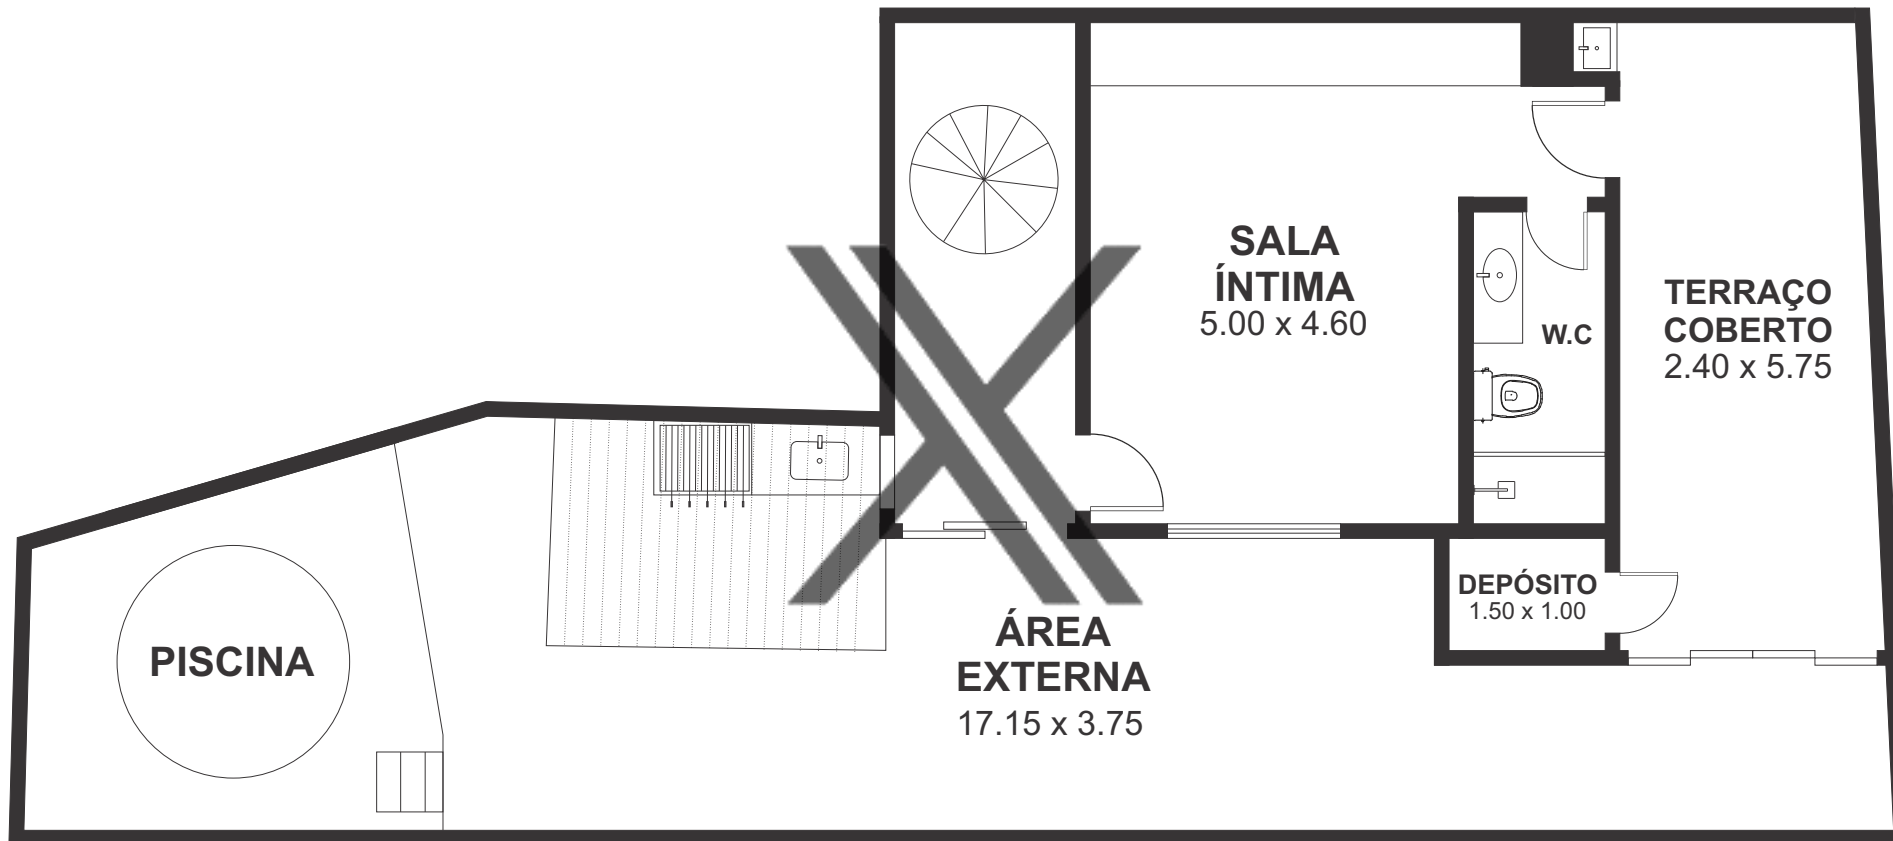 SALA
ÍNTIMA
5.00 x 4.60
TERRAÇO
COBERTO
2.40 x 5.75
W.C
DEPÓSITO
1.50 x 1.00
PISCINA
ÁREA
EXTERNA
17.15 x 3.75